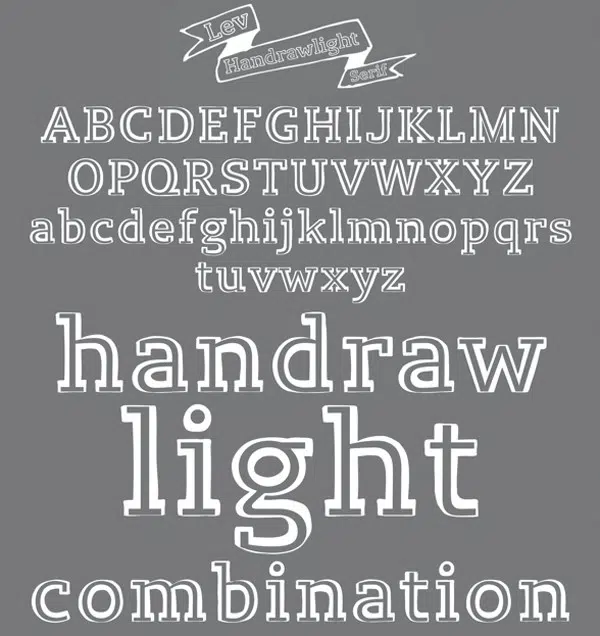 Lev
Handrawlight
Serif
ABCDEFGHIJKLMN
OPQRSTUVWXYZ
abcdefghijklmnopqrs
tuvwxyz
handraw
light
combination